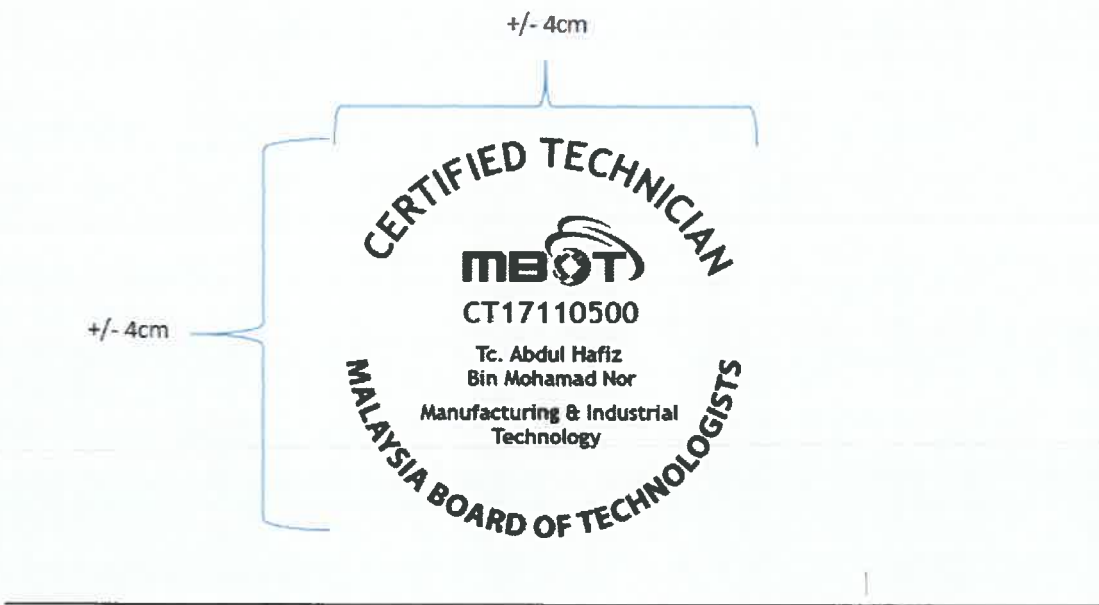 +/- 4cm
CERTIFIED TECHNICIAN
MBOT
CT17110500
+/- 4cm
Tc. Abdul Hafiz
Bin Mohamad Nor
Manufacturing & Industrial
Technology
MALAYSIA BOARD OF TECHNOLOGISTS